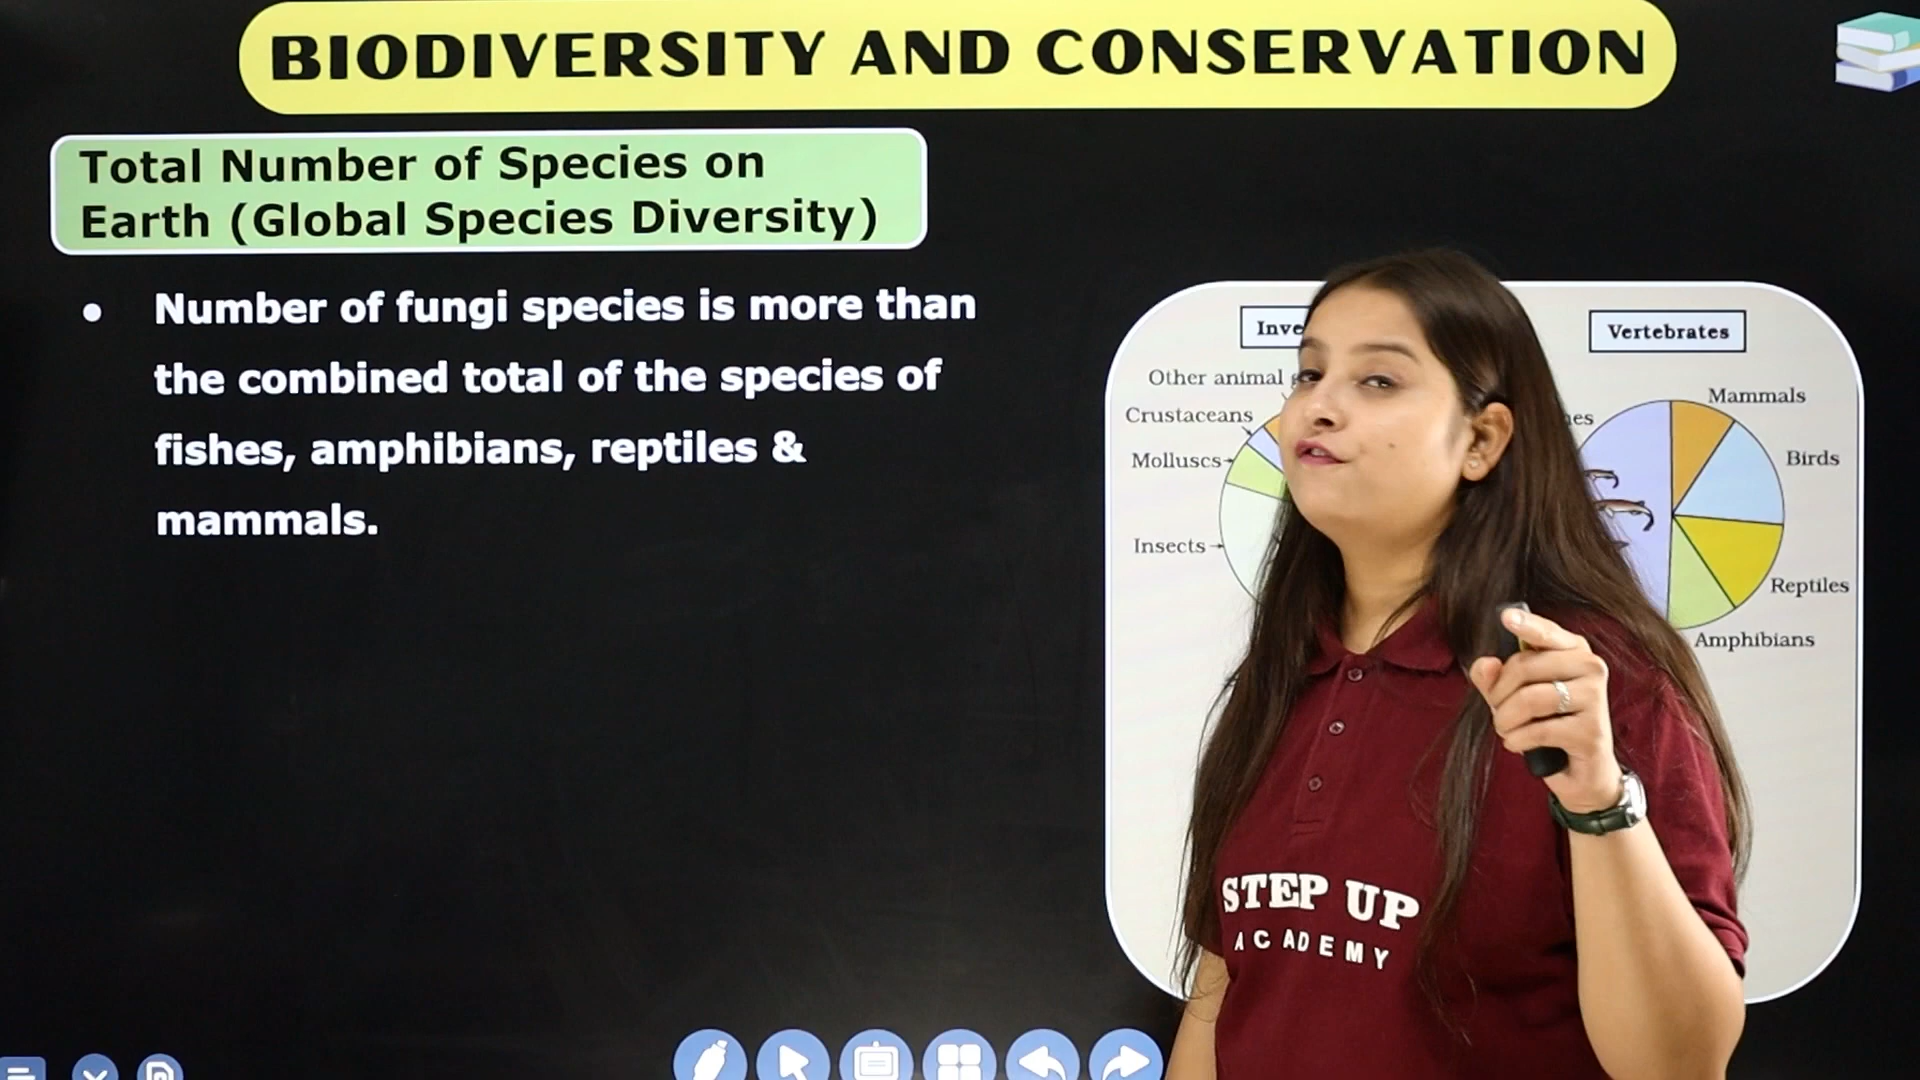 BIODIVERSITY AND CONSERVATION
Total Number of Species on
Earth (Global Species Diversity)
• Number of fungi species is more than
the combined total of the species of
fishes, amphibians, reptiles &
mammals.
Vertebrates
Other animal
Crustaceans
Molluscs
Insects
Mammals
Birds
Reptiles
Amphibians
STEP UP
ACADEMY